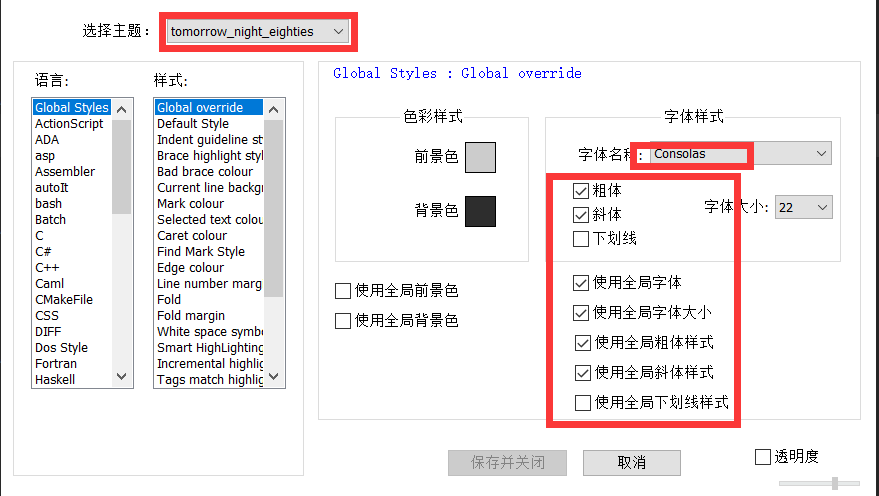 选择主题： tomorrow_night_eighties
语言:
Global Styles
ActionScript
ADA
asp
Assembler
autoIt
bash
Batch
C
C#
C++
Caml
CMakeFile
CSS
DIFF
Dos Style
Fortran
Haskell
样式:
Global override
Default Style
Indent guideline st
Brace highlight styl
Bad brace colour
Current line backgr
Mark colour
Selected text colou
Caret colour
Find Mark Style
Edge colour
Line number marg
Fold
Fold margin
White space symb
Smart HighLighting
Incremental highlig
Tags match highlig
Global Styles : Global override
色彩样式
前景色
背景色
使用全局前景色
使用全局背景色
字体样式
字体名称: Consolas
粗体
斜体
下划线
字体大小: 22
使用全局字体
使用全局字体大小
使用全局粗体样式
使用全局斜体样式
使用全局下划线样式
保存并关闭
取消
透明度